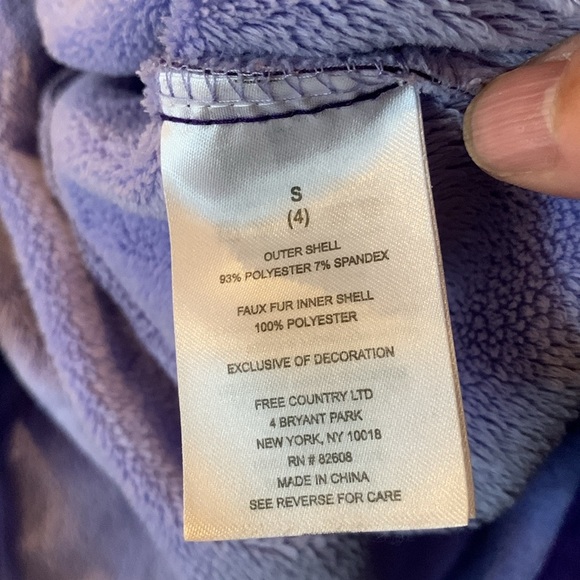 S
(4)
OUTER SHELL
93% POLYESTER 7% SPANDEX
FAUX FUR INNER SHELL
100% POLYESTER
EXCLUSIVE OF DECORATION
FREE COUNTRY LTD
4 BRYANT PARK
NEW YORK, NY 10018
RN # 82608
MADE IN CHINA
SEE REVERSE FOR CARE